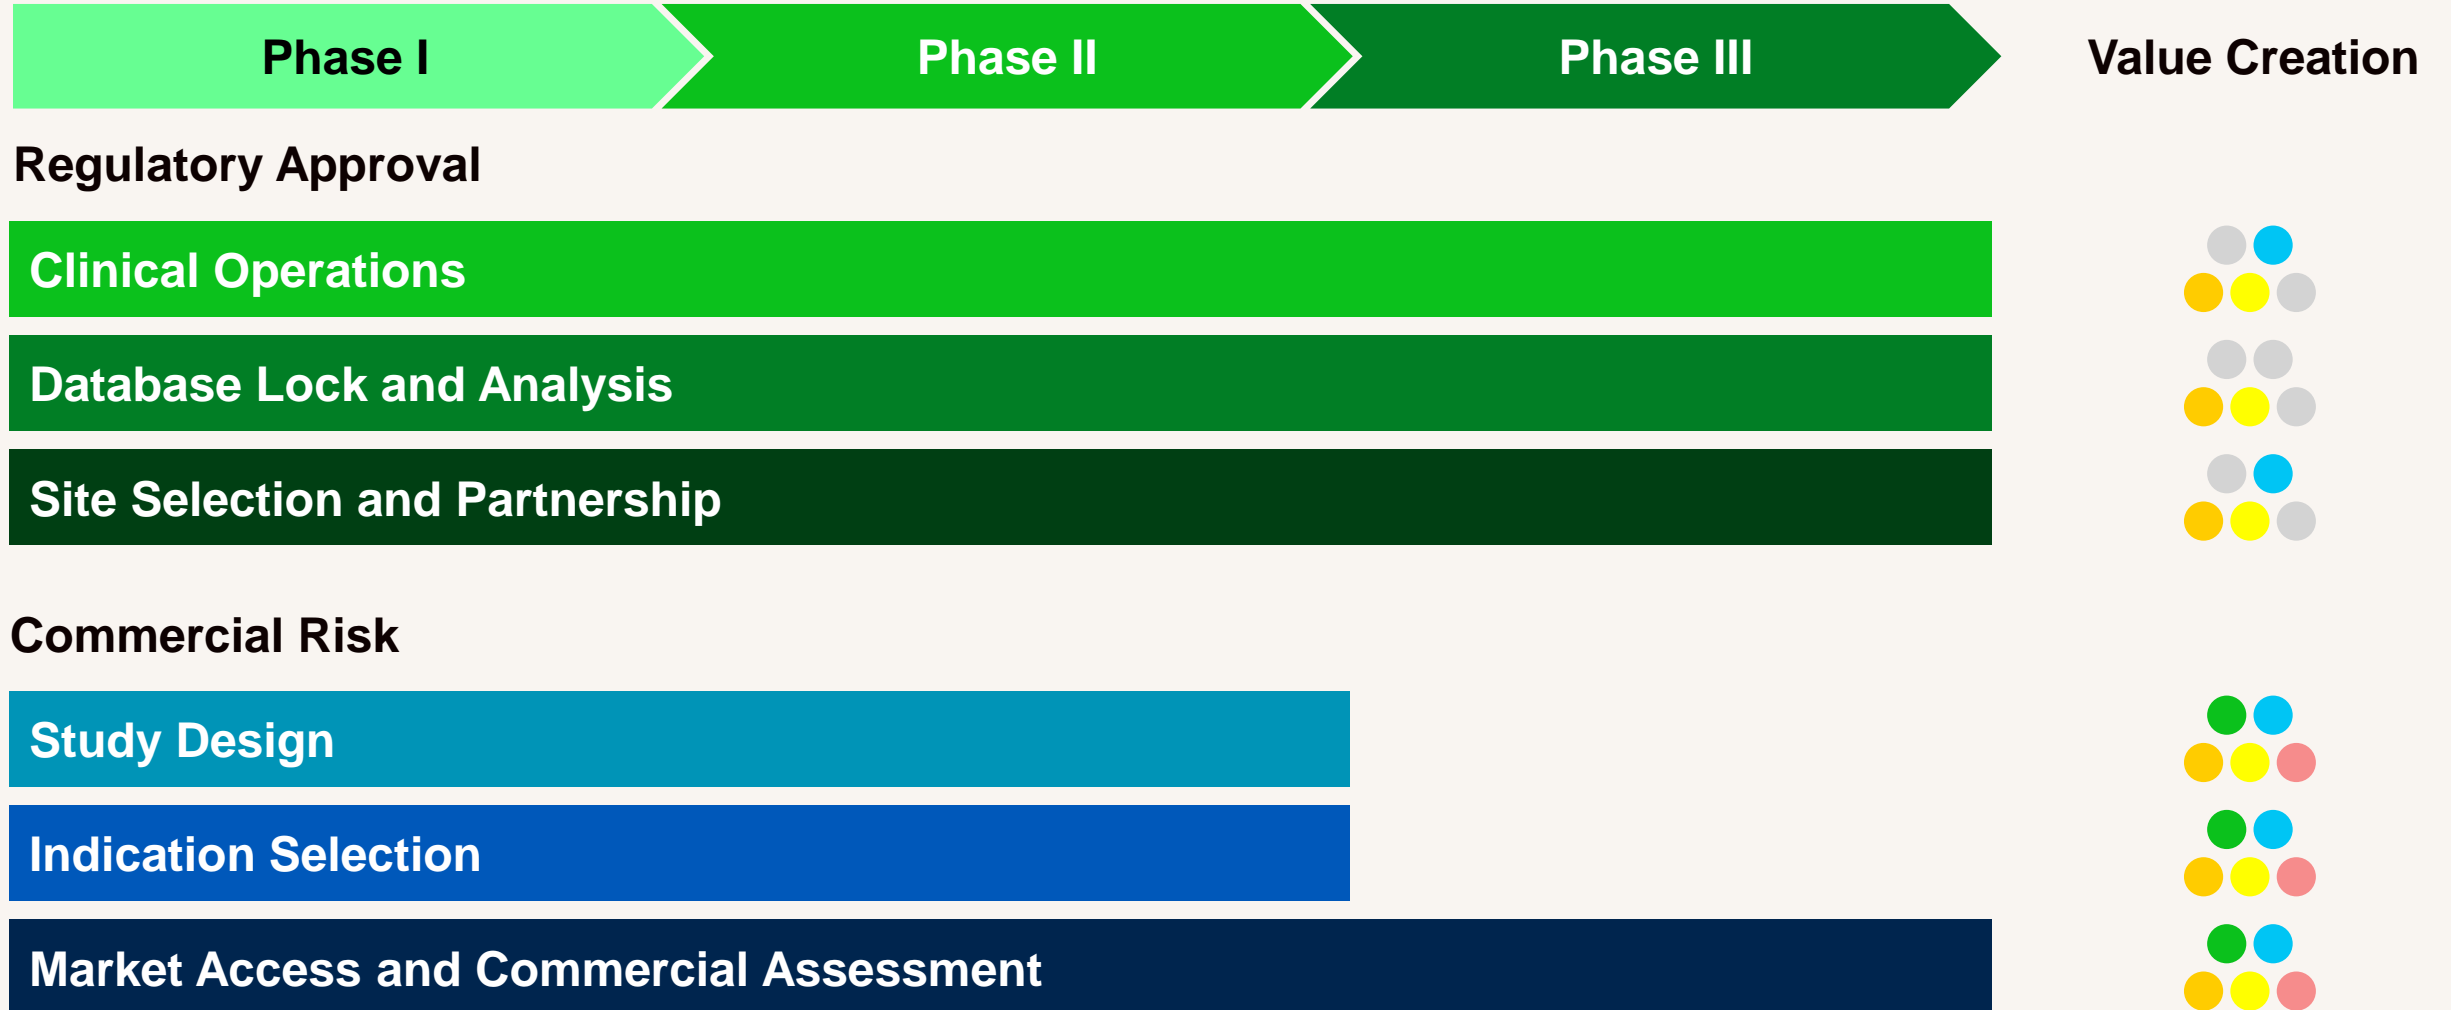 Phase I
Phase II
Phase III
Value Creation
Regulatory Approval
Clinical Operations
Database Lock and Analysis
Site Selection and Partnership
Commercial Risk
Study Design
Indication Selection
Market Access and Commercial Assessment